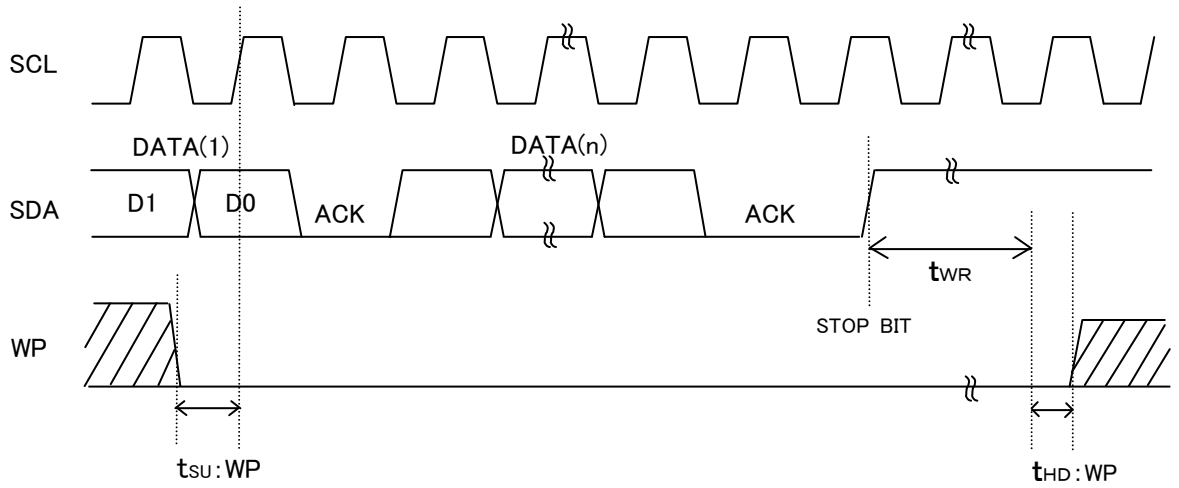 SCL
DATA(1)
DATA(n)
SDA
D1
D0
ACK
ACK
tWR
STOP BIT
WP
tSU:WP
tHD:WP